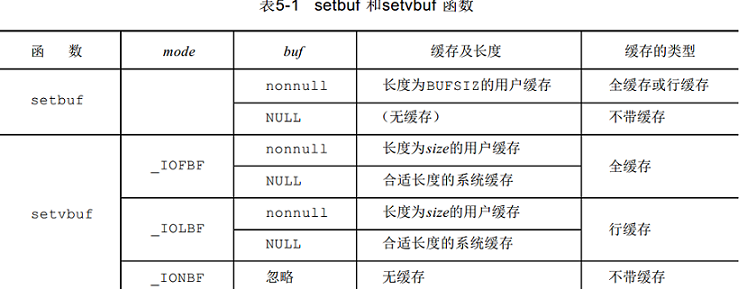 表5-1 setbuf 和setvbuf 函数
函 数 mode buf 缓存及长度 缓存的类型
setbuf nonnull 长度为BUFSIZ的用户缓存 全缓存或行缓存
NULL （无缓存） 不带缓存
setvbuf _IOFBF nonnull 长度为size的用户缓存 全缓存
NULL 合适长度的系统缓存
_IOLBF nonnull 长度为size的用户缓存 行缓存
NULL 合适长度的系统缓存
_IONBF 忽略 无缓存 不带缓存